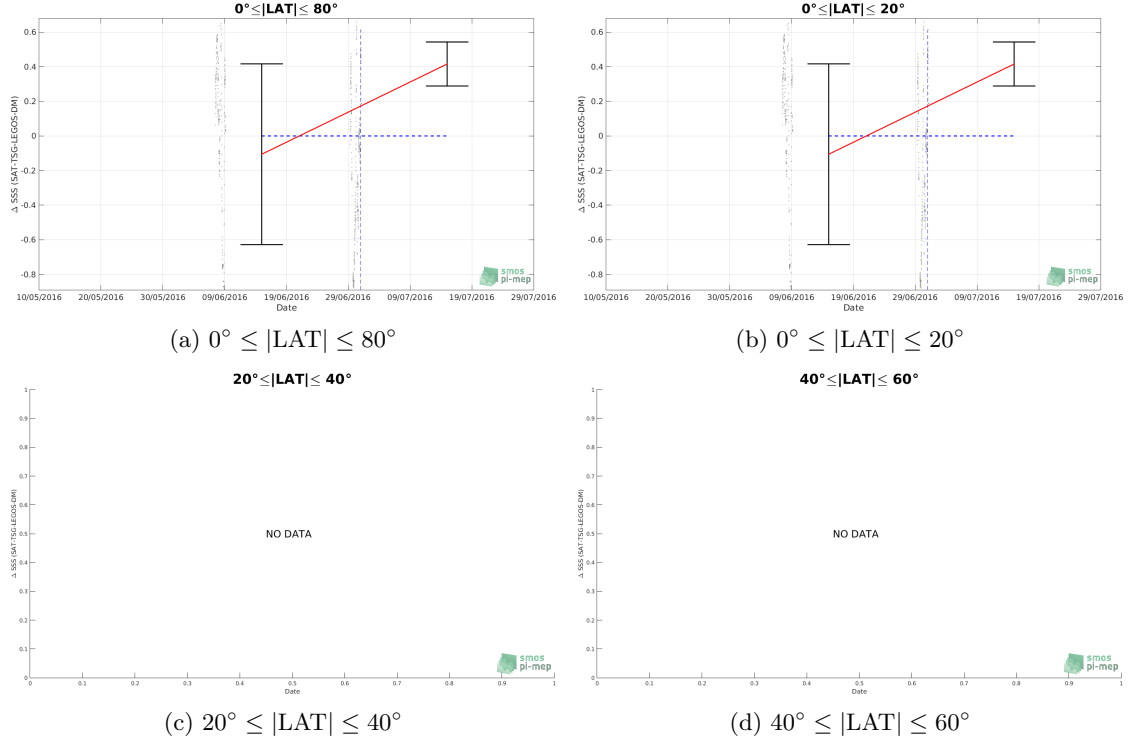 0°≤|LAT|≤ 80°
Δ SSS (SAT-TSG-LEGOS-DM)
0.6
0.4
0.2
0
-0.2
-0.4
-0.6
-0.8
10/05/2016 20/05/2016 30/05/2016 09/06/2016 19/06/2016 29/06/2016 09/07/2016 19/07/2016 29/07/2016
Date
smos
pi-mep
(a) 0° ≤ |LAT| ≤ 80°
0°≤|LAT|≤ 20°
Δ SSS (SAT-TSG-LEGOS-DM)
0.6
0.4
0.2
0
-0.2
-0.4
-0.6
-0.8
10/05/2016 20/05/2016 30/05/2016 09/06/2016 19/06/2016 29/06/2016 09/07/2016 19/07/2016 29/07/2016
Date
smos
pi-mep
(b) 0° ≤ |LAT| ≤ 20°
20°≤|LAT|≤ 40°
Δ SSS (SAT-TSG-LEGOS-DM)
1
0.9
0.8
0.7
0.6
0.5
0.4
0.3
0.2
0.1
0
NO DATA
0 0.1 0.2 0.3 0.4 0.5 0.6 0.7 0.8 0.9 1
Date
smos
pi-mep
(c) 20° ≤ |LAT| ≤ 40°
40°≤|LAT|≤ 60°
Δ SSS (SAT-TSG-LEGOS-DM)
1
0.9
0.8
0.7
0.6
0.5
0.4
0.3
0.2
0.1
0
NO DATA
0 0.1 0.2 0.3 0.4 0.5 0.6 0.7 0.8 0.9 1
Date
smos
pi-mep
(d) 40° ≤ |LAT| ≤ 60°